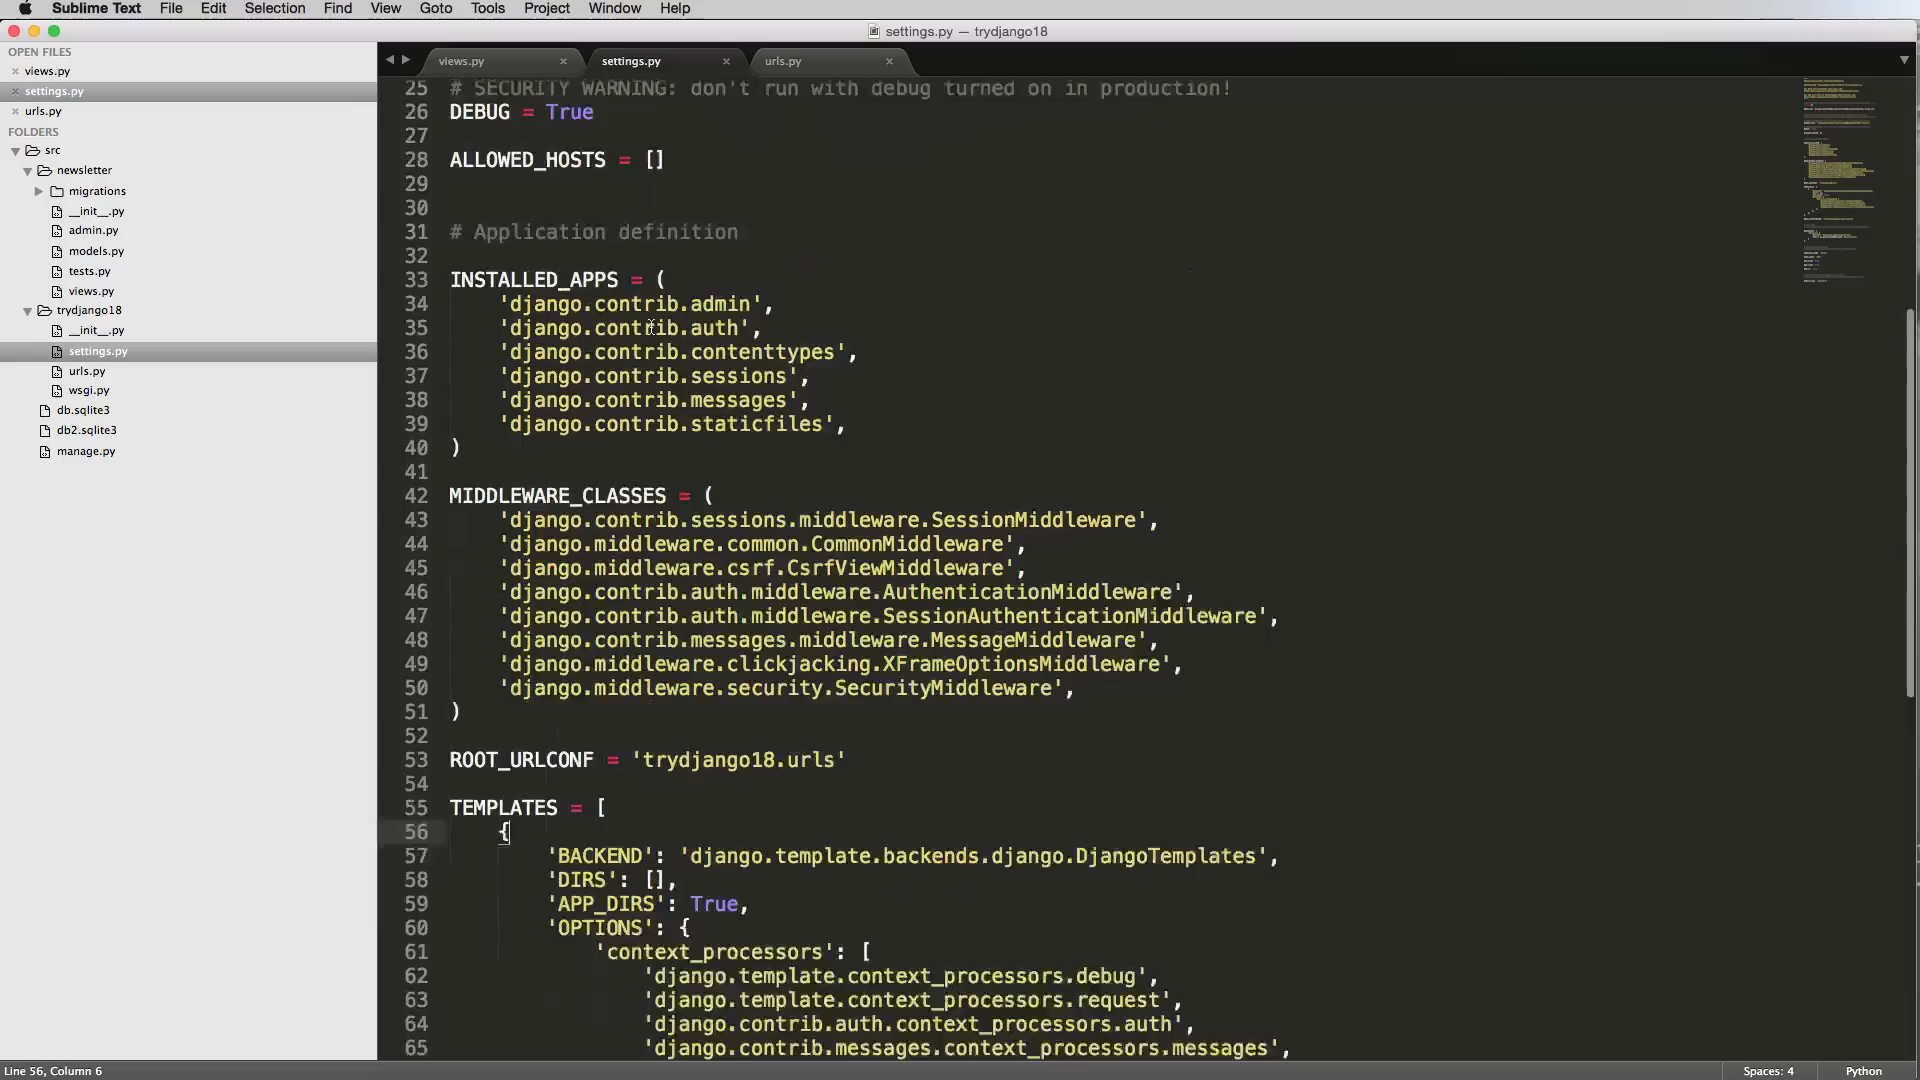 Sublime Text File Edit Selection Find View Goto Tools Project Window Help
settings.py — trydjango18
OPEN FILES
views.py
settings.py
urls.py
FOLDERS
src
newsletter
migrations
__init__.py
admin.py
models.py
tests.py
views.py
trydjango18
__init__.py
settings.py
urls.py
wsgi.py
db.sqlite3
db2.sqlite3
manage.py
views.py settings.py urls.py
25 # SECURITY WARNING: don't run with debug turned on in production!
26 DEBUG = True
27
28 ALLOWED_HOSTS = []
29
30
31 # Application definition
32
33 INSTALLED_APPS = (
34     'django.contrib.admin',
35     'django.contrib.auth',
36     'django.contrib.contenttypes',
37     'django.contrib.sessions',
38     'django.contrib.messages',
39     'django.contrib.staticfiles',
40 )
41
42 MIDDLEWARE_CLASSES = (
43     'django.contrib.sessions.middleware.SessionMiddleware',
44     'django.middleware.common.CommonMiddleware',
45     'django.middleware.csrf.CsrfViewMiddleware',
46     'django.contrib.auth.middleware.AuthenticationMiddleware',
47     'django.contrib.auth.middleware.SessionAuthenticationMiddleware',
48     'django.contrib.messages.middleware.MessageMiddleware',
49     'django.middleware.clickjacking.XFrameOptionsMiddleware',
50     'django.middleware.security.SecurityMiddleware',
51 )
52
53 ROOT_URLCONF = 'trydjango18.urls'
54
55 TEMPLATES = [
56     {
57         'BACKEND': 'django.template.backends.django.DjangoTemplates',
58         'DIRS': [],
59         'APP_DIRS': True,
60         'OPTIONS': {
61             'context_processors': [
62                 'django.template.context_processors.debug',
63                 'django.template.context_processors.request',
64                 'django.contrib.auth.context_processors.auth',
65                 'django.contrib.messages.context_processors.messages',
Line 56, Column 6
Spaces: 4
Python